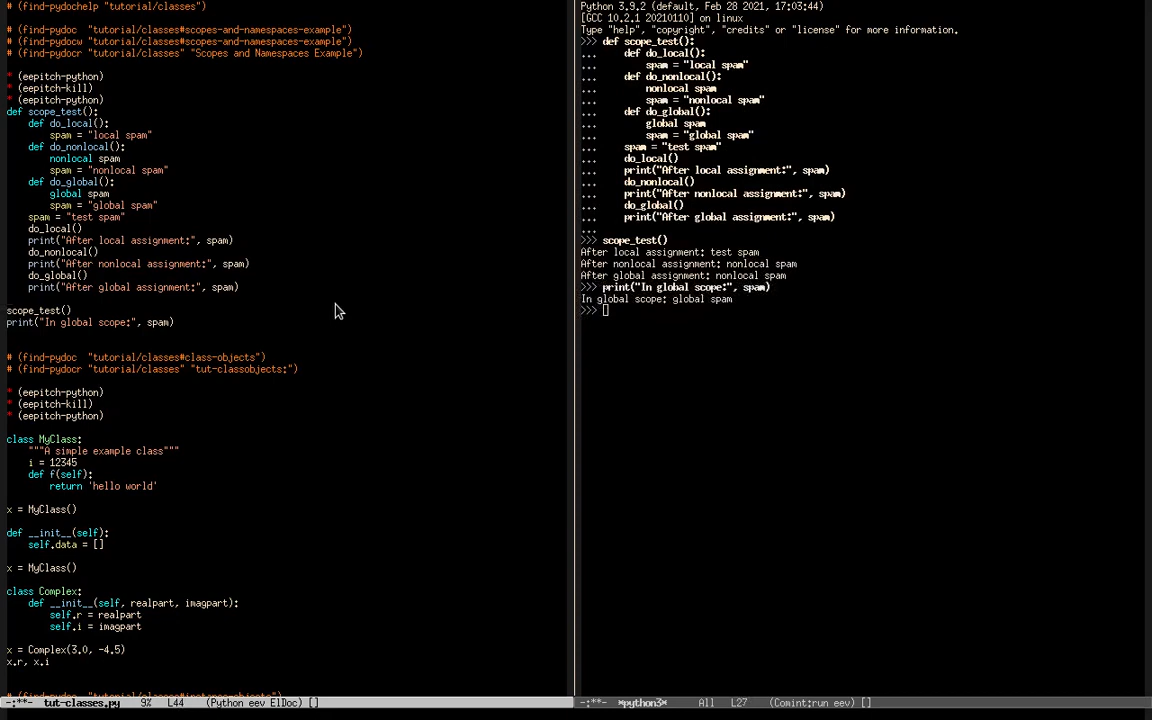 # (find-pydochelp "tutorial/classes")
# (find-pydoc  "tutorial/classes#scopes-and-namespaces-example")
# (find-pydocw "tutorial/classes#scopes-and-namespaces-example")
# (find-pydocr "tutorial/classes" "Scopes and Namespaces Example")
* (eepitch-python)
* (eepitch-kill)
* (eepitch-python)
def scope_test():
    def do_local():
        spam = "local spam"
    def do_nonlocal():
        nonlocal spam
        spam = "nonlocal spam"
    def do_global():
        global spam
        spam = "global spam"
    spam = "test spam"
    do_local()
    print("After local assignment:", spam)
    do_nonlocal()
    print("After nonlocal assignment:", spam)
    do_global()
    print("After global assignment:", spam)
scope_test()
print("In global scope:", spam)
# (find-pydoc  "tutorial/classes#class-objects")
# (find-pydocr "tutorial/classes" "tut-classobjects:")
* (eepitch-python)
* (eepitch-kill)
* (eepitch-python)
class MyClass:
    """A simple example class"""
    i = 12345
    def f(self):
        return 'hello world'
x = MyClass()
def __init__(self):
    self.data = []
x = MyClass()
class Complex:
    def __init__(self, realpart, imagpart):
        self.r = realpart
        self.i = imagpart
x = Complex(3.0, -4.5)
x.r, x.i
# (find-pydoc  "tutorial/classes#instance-objects")
-:**-  tut-classes.py    9%   L44    (Python eev ElDoc) []
Python 3.9.2 (default, Feb 28 2021, 17:03:44)
[GCC 10.2.1 20210110] on linux
Type "help", "copyright", "credits" or "license" for more information.
>>> def scope_test():
...     def do_local():
...         spam = "local spam"
...     def do_nonlocal():
...         nonlocal spam
...         spam = "nonlocal spam"
...     def do_global():
...         global spam
...         spam = "global spam"
...     spam = "test spam"
...     do_local()
...     print("After local assignment:", spam)
...     do_nonlocal()
...     print("After nonlocal assignment:", spam)
...     do_global()
...     print("After global assignment:", spam)
...
>>> scope_test()
After local assignment: test spam
After nonlocal assignment: nonlocal spam
After global assignment: nonlocal spam
>>> print("In global scope:", spam)
In global scope: global spam
>>>
-:**-  *python3*      All   L27    (Comint:run eev) []